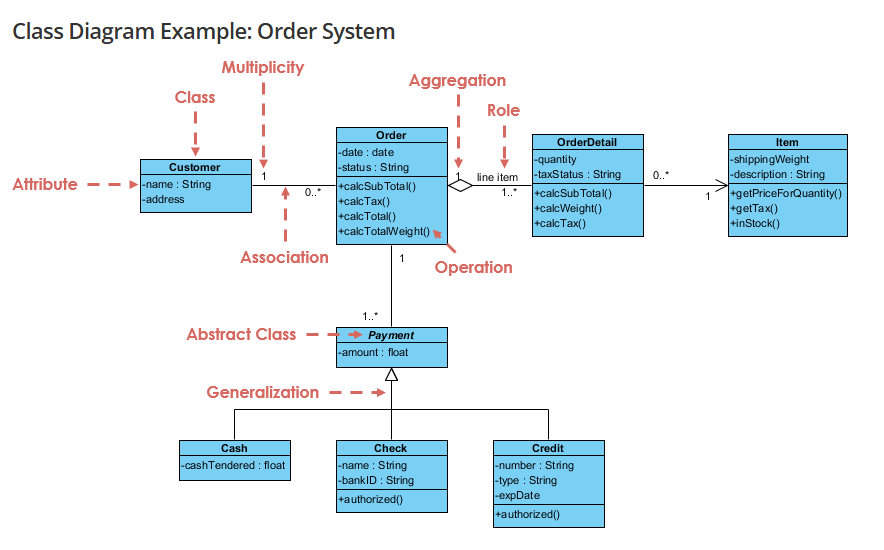 Class Diagram Example: Order System
Multiplicity
Aggregation
Class
Role
Order
-date : date
-status : String
+calcSubTotal()
+calcTax()
+calcTotal()
+calcTotalWeight()
OrderDetail
-quantity
-taxStatus : String
+calcSubTotal()
+calcWeight()
+calcTax()
Item
-shippingWeight
-description : String
+getPriceForQuantity()
+getTax()
+inStock()
Customer
-name : String
-address
Attribute
1
0..*
1
line item
1..*
0..*
1
Association
Operation
1
1..*
Abstract Class
Payment
-amount : float
Generalization
Cash
-cashTendered : float
Check
-name : String
-bankID : String
+authorized()
Credit
-number : String
-type : String
-expDate
+authorized()